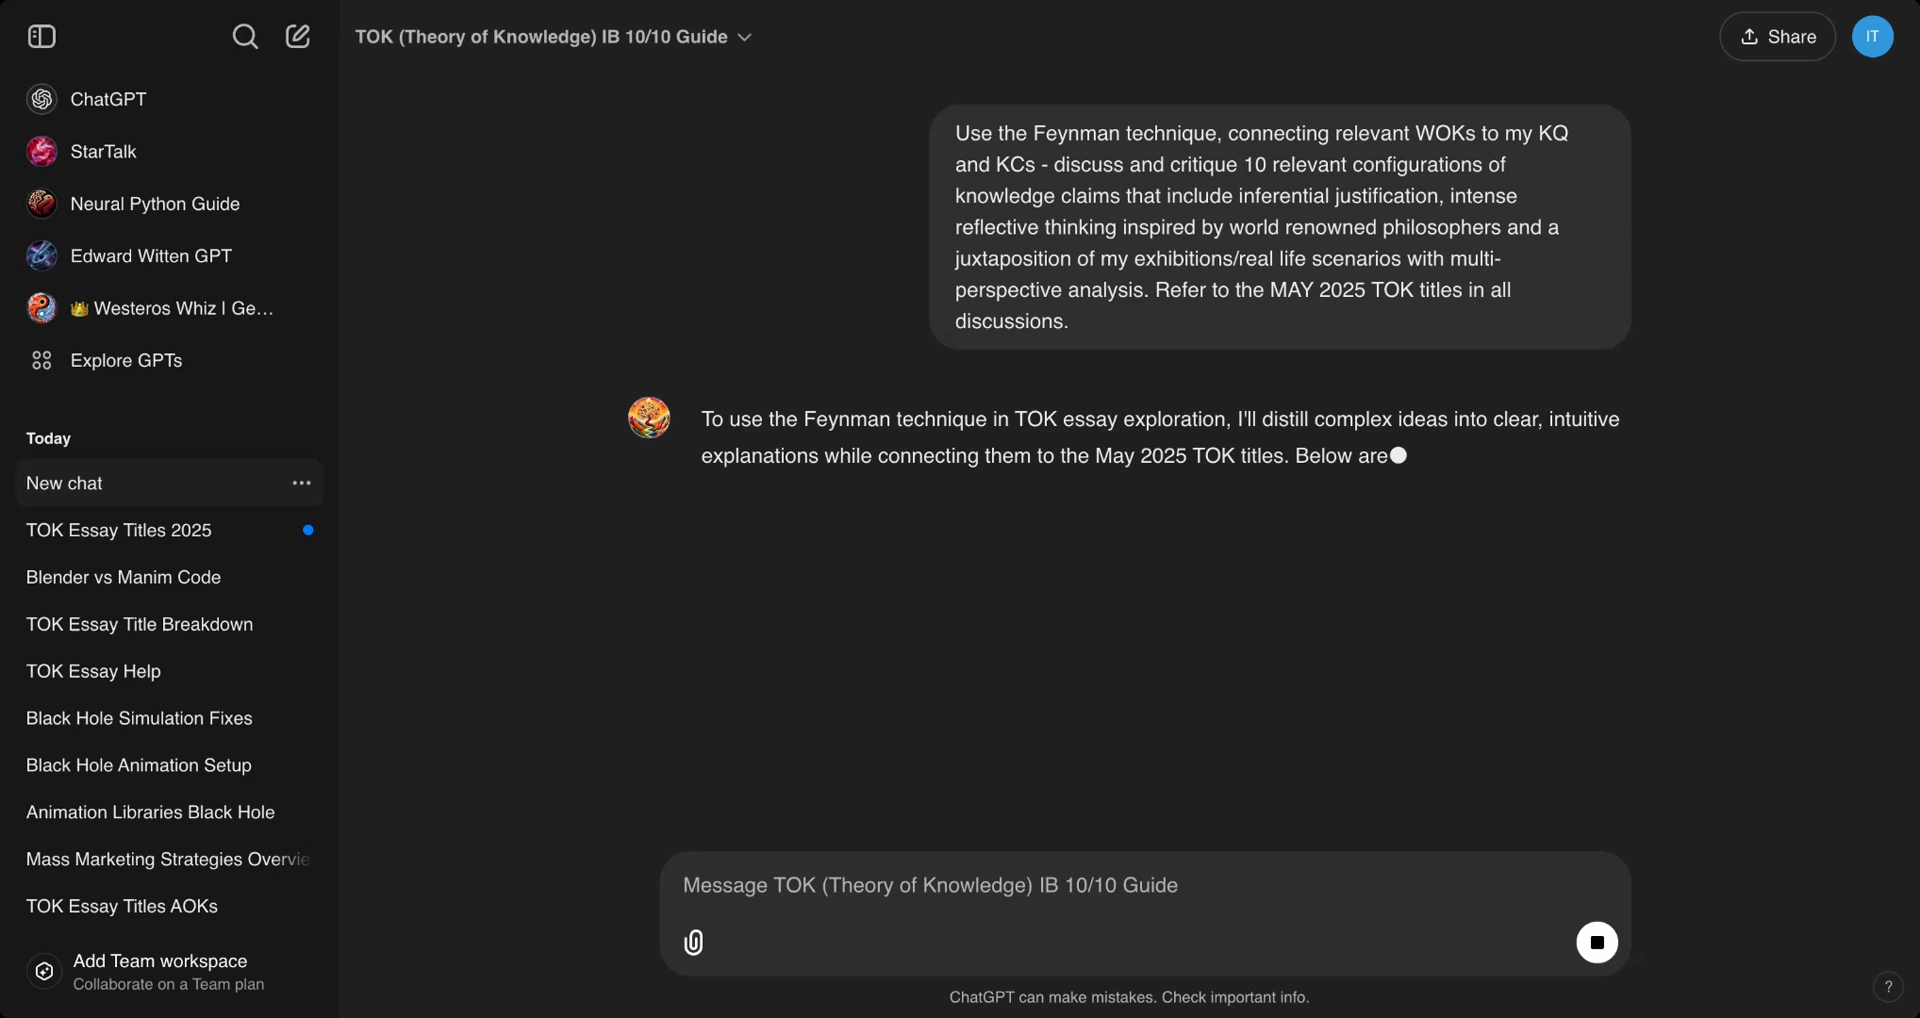 TOK (Theory of Knowledge) IB 10/10 Guide
Share
IT
ChatGPT
StarTalk
Neural Python Guide
Edward Witten GPT
👑 Westeros Whiz I Ge...
Explore GPTs
Today
New chat
TOK Essay Titles 2025
Blender vs Manim Code
TOK Essay Title Breakdown
TOK Essay Help
Black Hole Simulation Fixes
Black Hole Animation Setup
Animation Libraries Black Hole
Mass Marketing Strategies Overvie
TOK Essay Titles AOKs
Add Team workspace
Collaborate on a Team plan
Use the Feynman technique, connecting relevant WOKs to my KQ
and KCs - discuss and critique 10 relevant configurations of
knowledge claims that include inferential justification, intense
reflective thinking inspired by world renowned philosophers and a
juxtaposition of my exhibitions/real life scenarios with multi-
perspective analysis. Refer to the MAY 2025 TOK titles in all
discussions.
To use the Feynman technique in TOK essay exploration, I'll distill complex ideas into clear, intuitive
explanations while connecting them to the May 2025 TOK titles. Below are
Message TOK (Theory of Knowledge) IB 10/10 Guide
ChatGPT can make mistakes. Check important info.
?